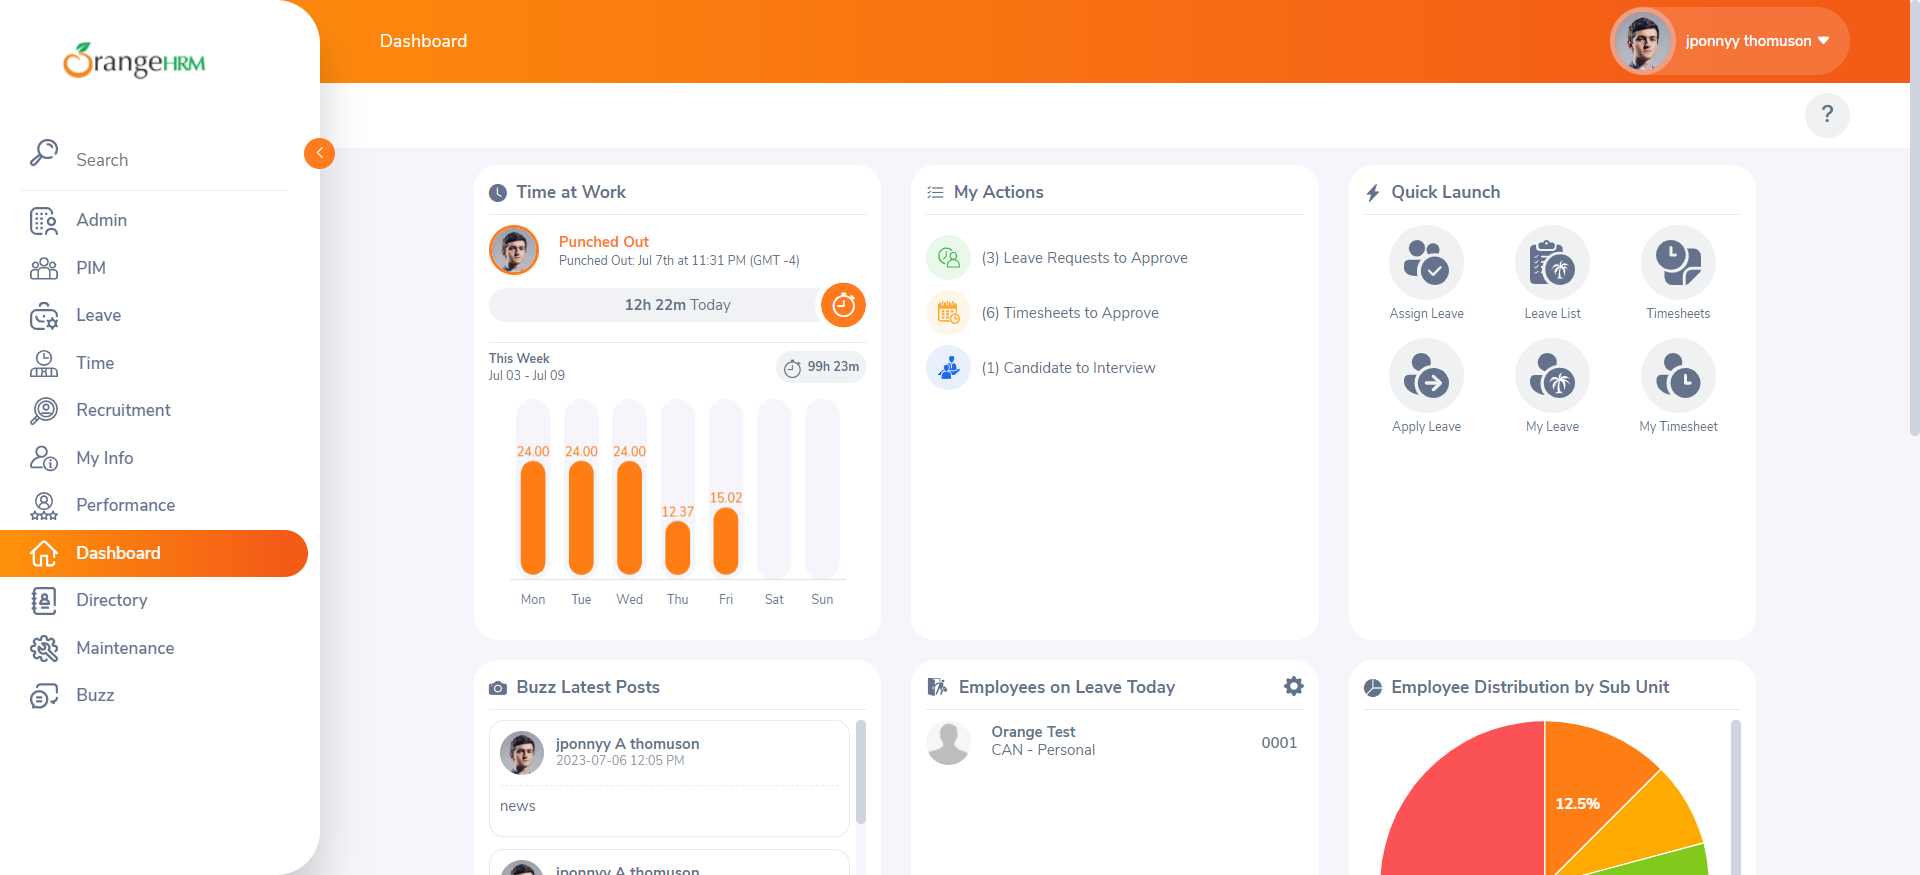 OrangeHRM
Search
Admin
PIM
Leave
Time
Recruitment
My Info
Performance
Dashboard
Directory
Maintenance
Buzz
Dashboard
jponnyy thomuson
?
Time at Work
Punched Out
Punched Out: Jul 7th at 11:31 PM (GMT -4)
12h 22m Today
This Week
Jul 03 - Jul 09
99h 23m
24.00 24.00 24.00 12.37 15.02
Mon Tue Wed Thu Fri Sat Sun
My Actions
(3) Leave Requests to Approve
(6) Timesheets to Approve
(1) Candidate to Interview
Quick Launch
Assign Leave Leave List Timesheets
Apply Leave My Leave My Timesheet
Buzz Latest Posts
jponnyy A thomuson
2023-07-06 12:05 PM
news
jponnyy A thomuson
Employees on Leave Today
Orange Test
CAN - Personal
0001
Employee Distribution by Sub Unit
12.5%